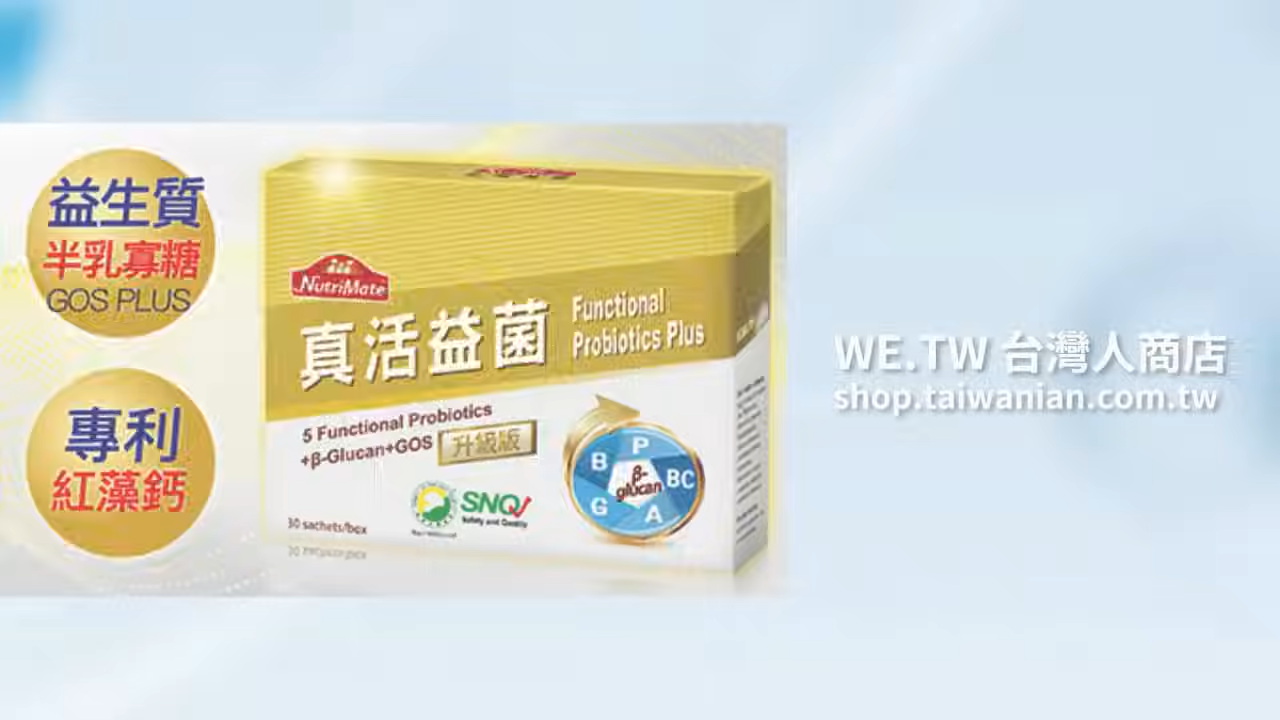 益生質
半乳寡糖
GOS PLUS
專利
紅藻鈣
NutriMate
真活益菌
Functional
Probiotics Plus
5 Functional Probiotics
+β-Glucan+GOS 升級版
SNQ
Safety and Quality
30 sachets/box
P
B
BC
β-
glucan
G
A
WE.TW 台灣人商店
shop.taiwanian.com.tw